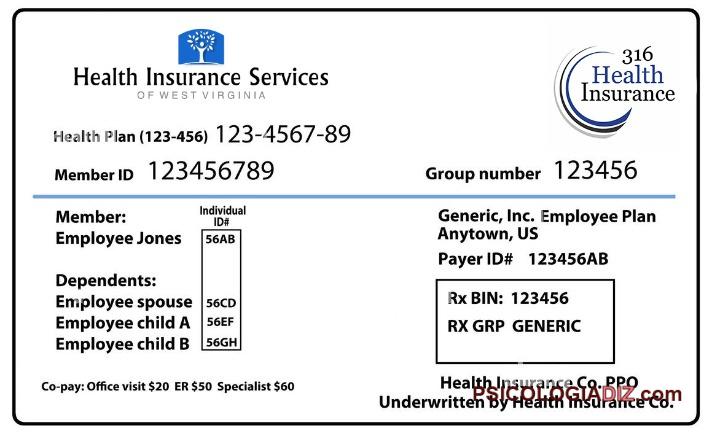 Health Insurance Services
OF WEST VIRGINIA
316
Health
Insurance
Health Plan (123-456) 123-4567-89
Member ID 123456789
Group number 123456
Member:
Individual
ID#
Employee Jones 56AB
Dependents:
Employee spouse 56CD
Employee child A 56EF
Employee child B 56GH
Generic, Inc. Employee Plan
Anytown, US
Payer ID# 123456AB
Rx BIN: 123456
RX GRP GENERIC
Co-pay: Office visit $20 ER $50 Specialist $60
Health Insurance Co. PPO
PSICOLOGIADIZ.com
Underwritten by Health Insurance Co.